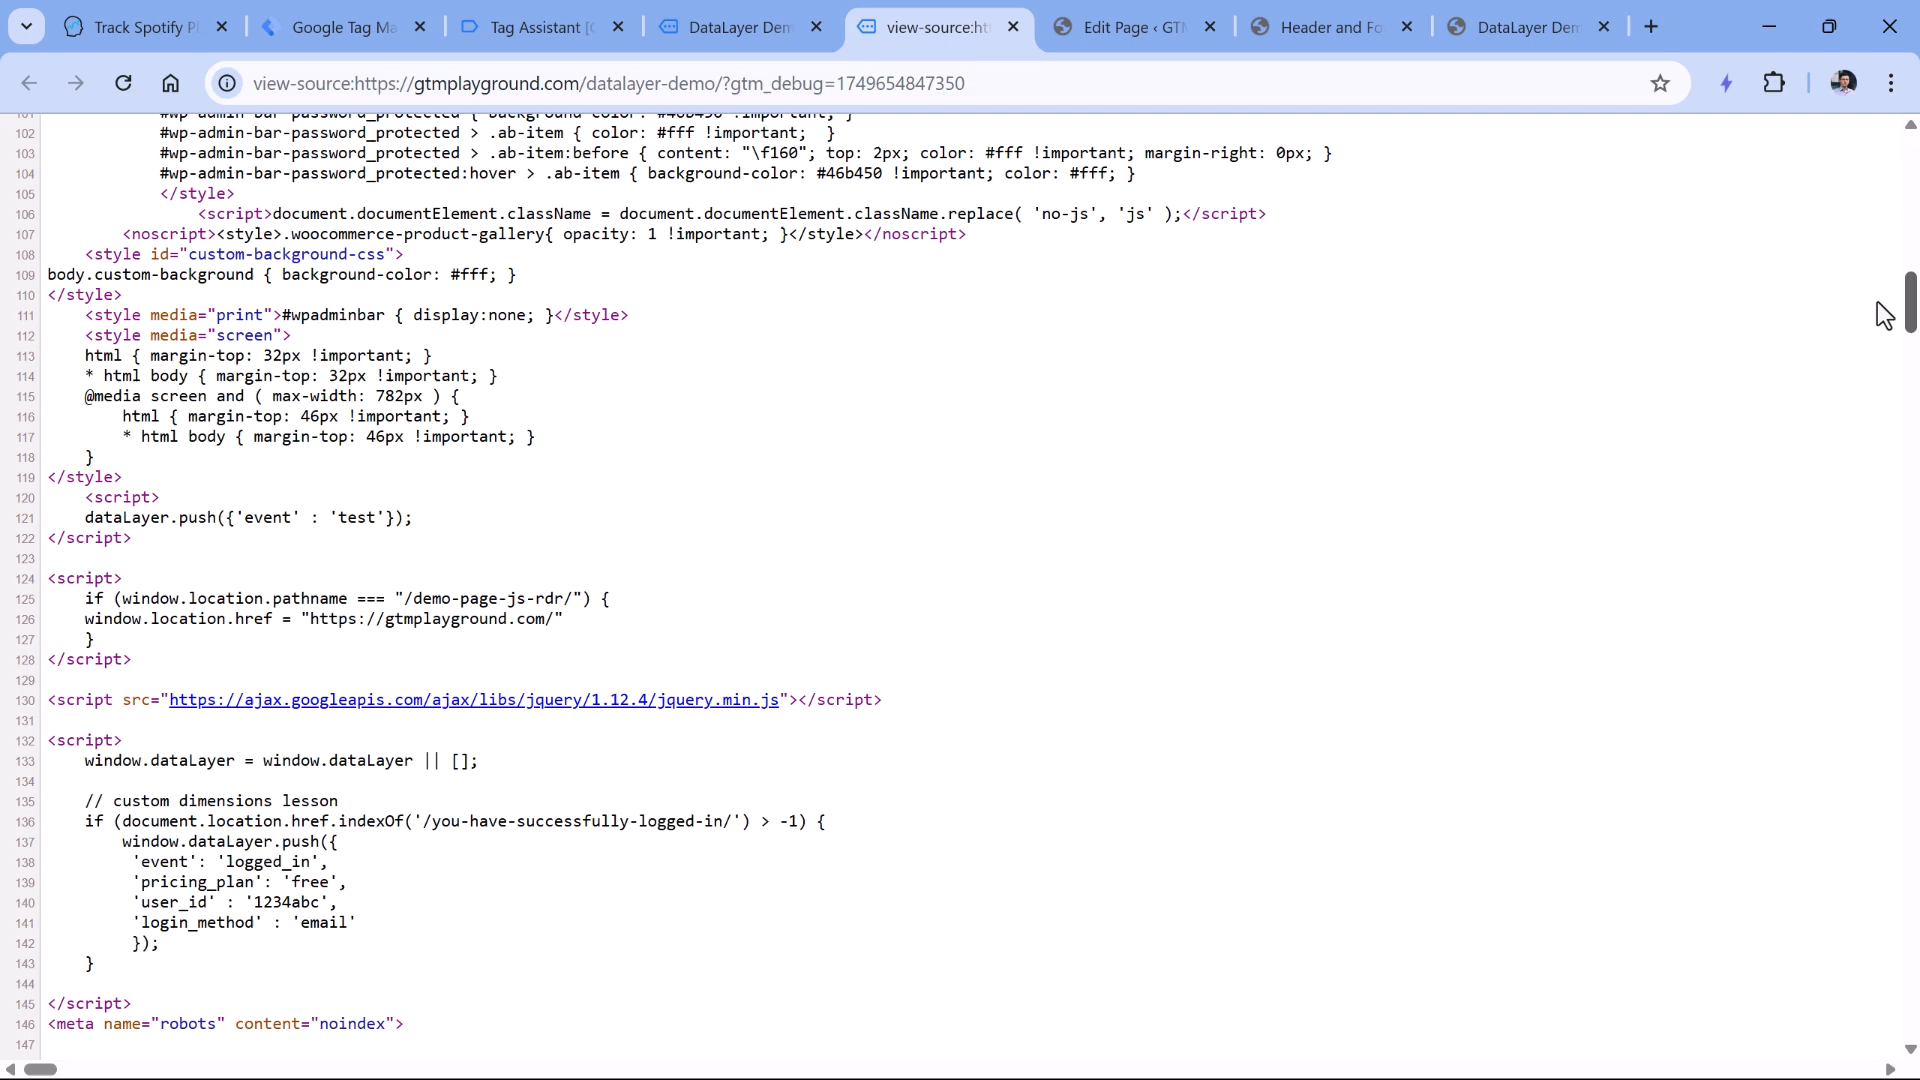 Track Spotify P
Google Tag Ma
Tag Assistant [
DataLayer Dem
view-source:ht
Edit Page ‹ GT
Header and Fo
DataLayer Dem
view-source:https://gtmplayground.com/datalayer-demo/?gtm_debug=1749654847350
101 #wp-admin-bar-password_protected { background-color: #46b450 !important; }
102 #wp-admin-bar-password_protected > .ab-item { color: #fff !important;  }
103 #wp-admin-bar-password_protected > .ab-item:before { content: "\f160"; top: 2px; color: #fff !important; margin-right: 0px; }
104 #wp-admin-bar-password_protected:hover > .ab-item { background-color: #46b450 !important; color: #fff; }
105 </style>
106 <script>document.documentElement.className = document.documentElement.className.replace( 'no-js', 'js' );</script>
107 <noscript><style>.woocommerce-product-gallery{ opacity: 1 !important; }</style></noscript>
108 <style id="custom-background-css">
109 body.custom-background { background-color: #fff; }
110 </style>
111 <style media="print">#wpadminbar { display:none; }</style>
112 <style media="screen">
113 html { margin-top: 32px !important; }
114 * html body { margin-top: 32px !important; }
115 @media screen and ( max-width: 782px ) {
116 html { margin-top: 46px !important; }
117 * html body { margin-top: 46px !important; }
118 }
119 </style>
120 <script>
121 dataLayer.push({'event' : 'test'});
122 </script>
123
124 <script>
125 if (window.location.pathname === "/demo-page-js-rdr/") {
126 window.location.href = "https://gtmplayground.com/"
127 }
128 </script>
129
130 <script src="https://ajax.googleapis.com/ajax/libs/jquery/1.12.4/jquery.min.js"></script>
131
132 <script>
133 window.dataLayer = window.dataLayer || [];
134
135 // custom dimensions lesson
136 if (document.location.href.indexOf('/you-have-successfully-logged-in/') > -1) {
137 window.dataLayer.push({
138 'event': 'logged_in',
139 'pricing_plan': 'free',
140 'user_id' : '1234abc',
141 'login_method' : 'email'
142 });
143 }
144
145 </script>
146 <meta name="robots" content="noindex">
147